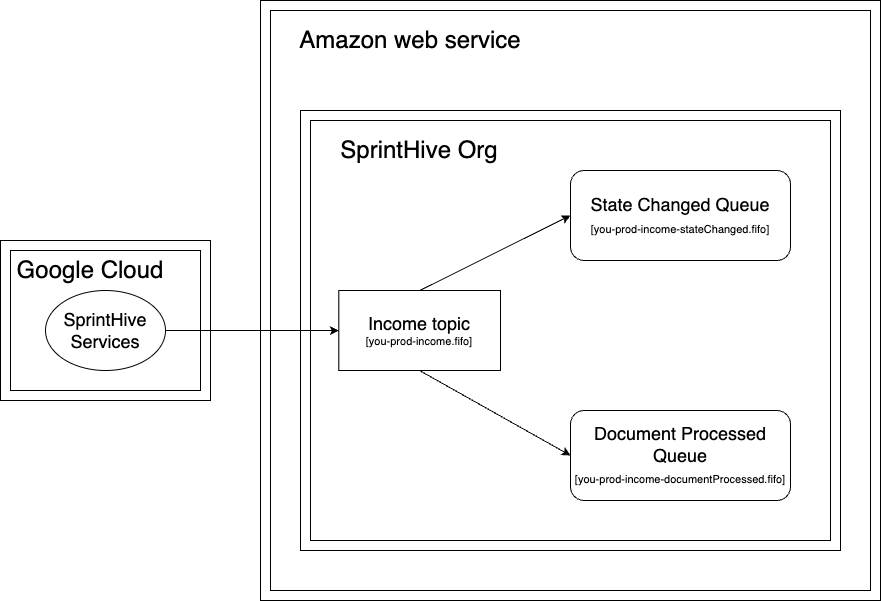 Amazon web service
SprintHive Org
State Changed Queue
[you-prod-income-stateChanged.fifo]
Google Cloud
SprintHive
Services
Income topic
[you-prod-income.fifo]
Document Processed
Queue
[you-prod-income-documentProcessed.fifo]